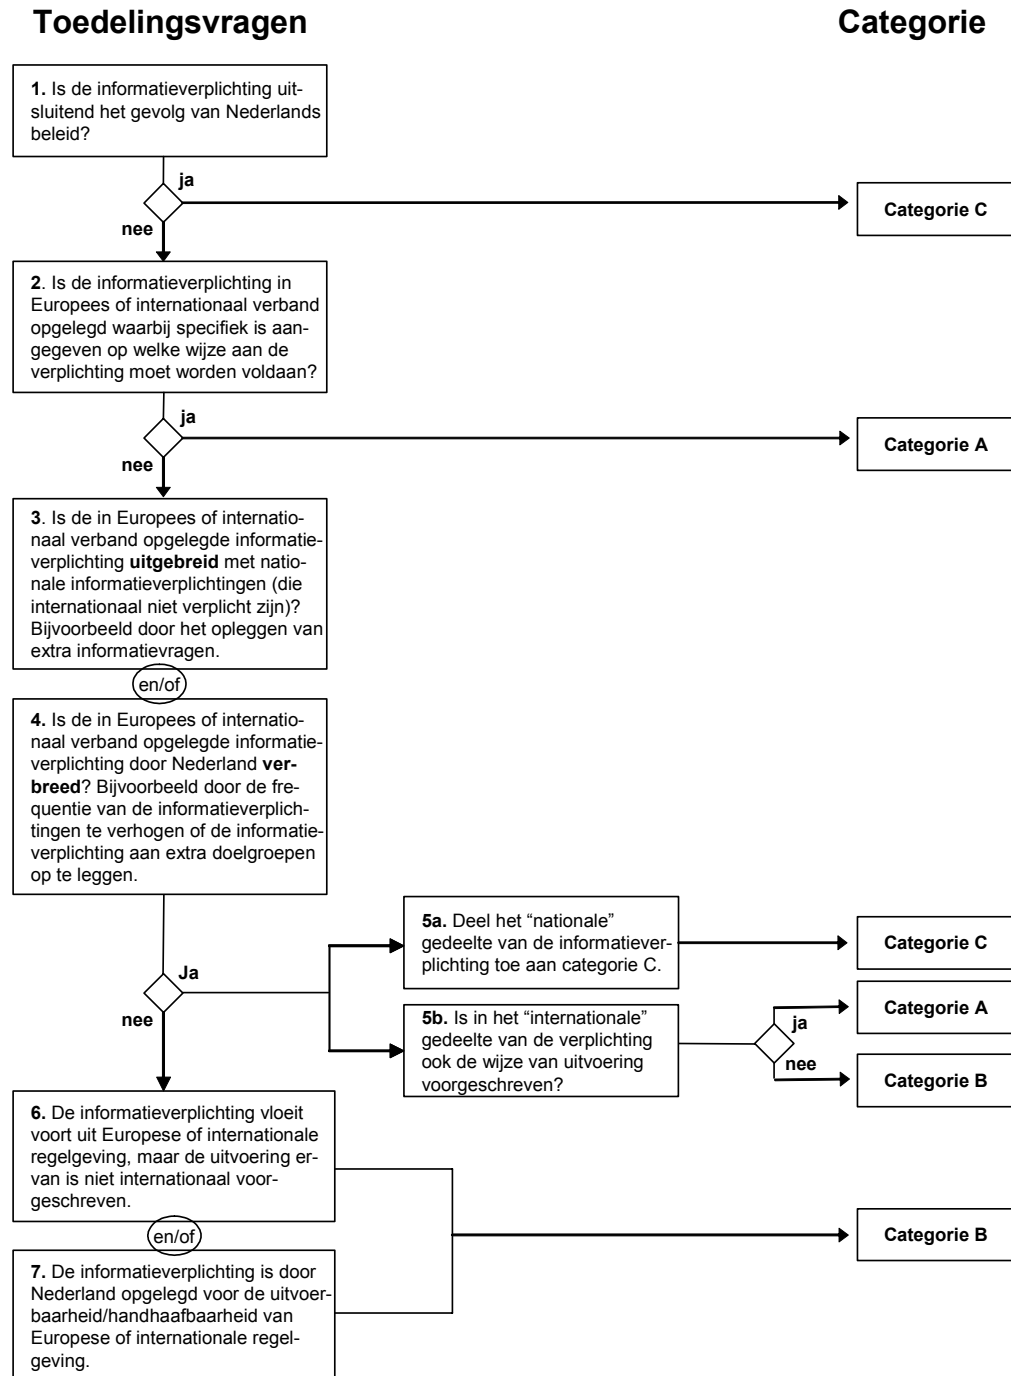 Toedelingsvragen
Categorie
1. Is de informatieverplichting uit-
sluitend het gevolg van Nederlands
beleid?
ja
nee
Categorie C
2. Is de informatieverplichting in
Europees of internationaal verband
opgelegd waarbij specifiek is aan-
gegeven op welke wijze aan de
verplichting moet worden voldaan?
ja
nee
Categorie A
3. Is de in Europees of internatio-
naal verband opgelegde informatie-
verplichting uitgebreid met natio-
nale informatieverplichtingen (die
internationaal niet verplicht zijn)?
Bijvoorbeeld door het opleggen van
extra informatievragen.
en/of
4. Is de in Europees of internatio-
naal verband opgelegde informatie-
verplichting door Nederland ver-
breed? Bijvoorbeeld door de fre-
quentie van de informatieverplich-
tingen te verhogen of de informatie-
verplichting aan extra doelgroepen
op te leggen.
Ja
nee
5a. Deel het “nationale”
gedeelte van de informatiever-
plichting toe aan categorie C.
Categorie C
5b. Is in het “internationale”
gedeelte van de verplichting
ook de wijze van uitvoering
voorgeschreven?
ja
nee
Categorie A
Categorie B
6. De informatieverplichting vloeit
voort uit Europese of internationale
regelgeving, maar de uitvoering er-
van is niet internationaal voor-
geschreven.
en/of
7. De informatieverplichting is door
Nederland opgelegd voor de uitvoer-
baarheid/handhaafbaarheid van
Europese of internationale regel-
geving.
Categorie B